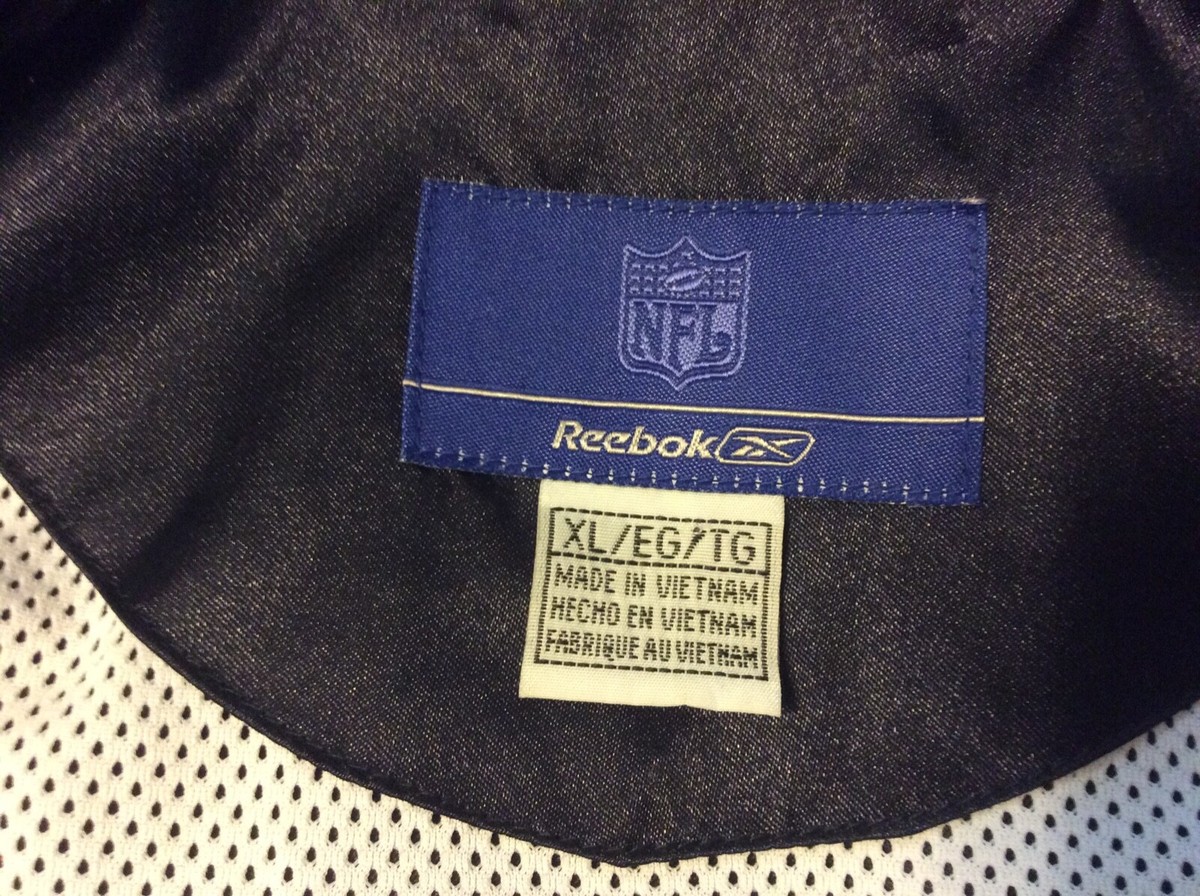 NFL
Reebok
XL/EG/TG
MADE IN VIETNAM
HECHO EN VIETNAM
FABRIQUE AU VIETNAM